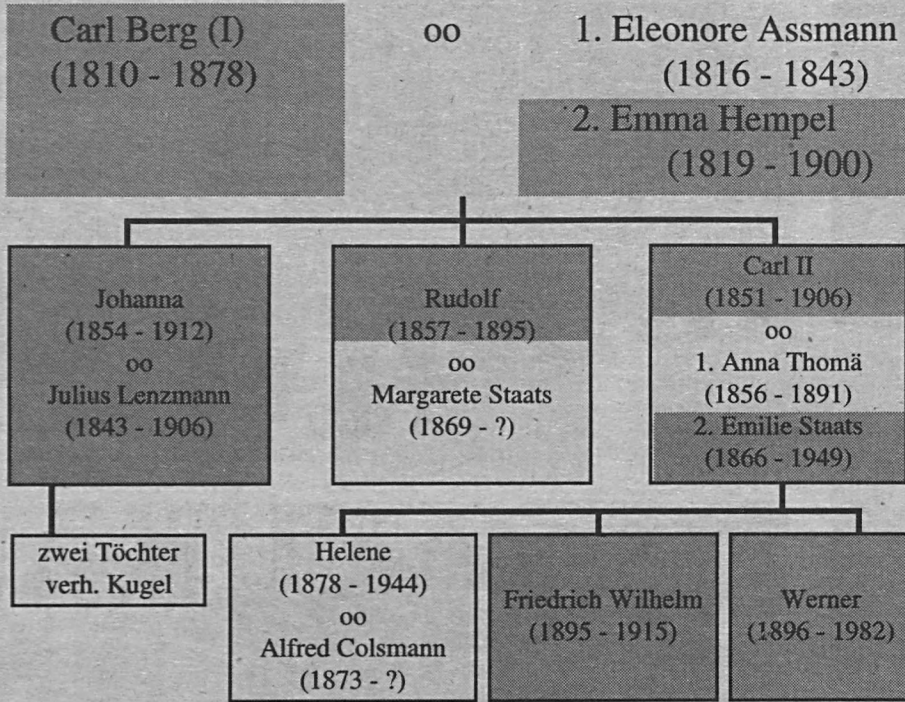 Carl Berg (I)
(1810 - 1878)
oo
1. Eleonore Assmann
(1816 - 1843)
2. Emma Hempel
(1819 - 1900)
Johanna
(1854 - 1912)
oo
Julius Lenzmann
(1843 - 1906)
Rudolf
(1857 - 1895)
oo
Margarete Staats
(1869 - ?)
Carl II
(1851 - 1906)
oo
1. Anna Thomä
(1856 - 1891)
2. Emilie Staats
(1866 - 1949)
zwei Töchter
verh. Kugel
Helene
(1878 - 1944)
oo
Alfred Colsmann
(1873 - ?)
Friedrich Wilhelm
(1895 - 1915)
Werner
(1896 - 1982)